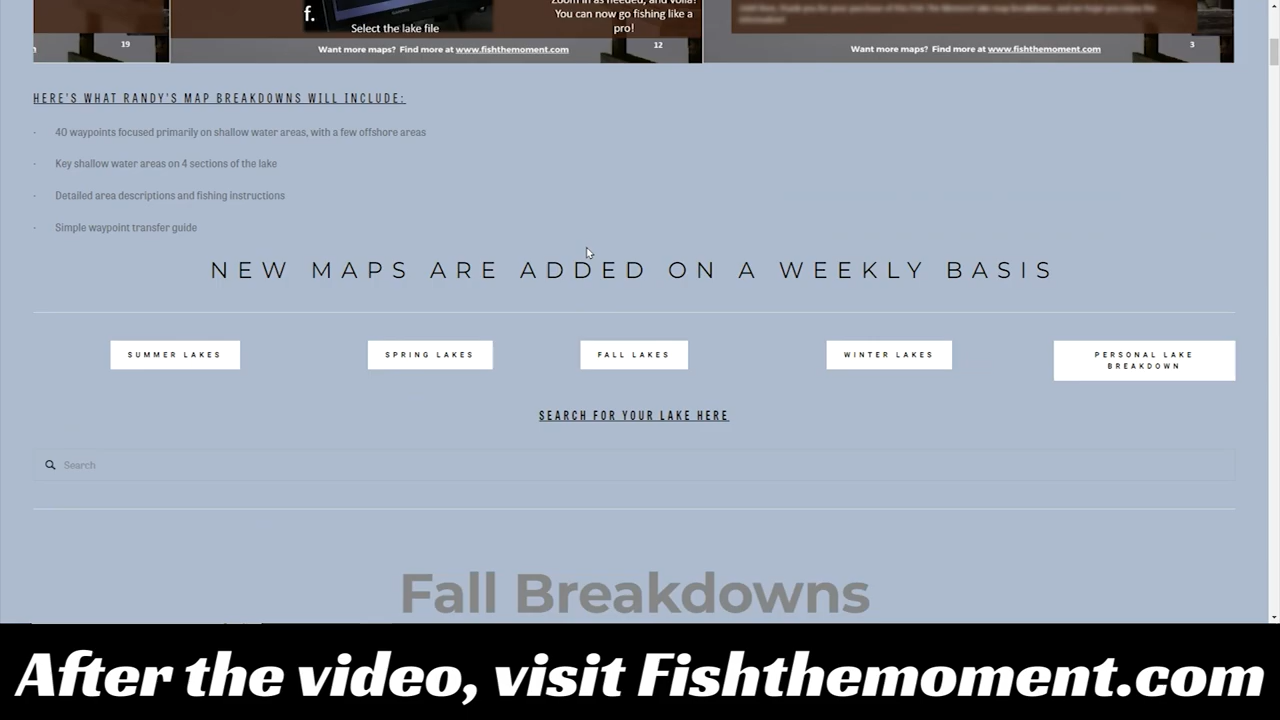 f.
Select the lake file
Zoom in as needed, and voila!
You can now go fishing like a
pro!
19
Want more maps? Find more at www.fishthemoment.com
12
Want more maps? Find more at www.fishthemoment.com
3
HERE'S WHAT RANDY'S MAP BREAKDOWNS WILL INCLUDE:
· 40 waypoints focused primarily on shallow water areas, with a few offshore areas
· Key shallow water areas on 4 sections of the lake
· Detailed area descriptions and fishing instructions
· Simple waypoint transfer guide
NEW MAPS ARE ADDED ON A WEEKLY BASIS
SUMMER LAKES
SPRING LAKES
FALL LAKES
WINTER LAKES
PERSONAL LAKE
BREAKDOWN
SEARCH FOR YOUR LAKE HERE
Search
Fall Breakdowns
After the video, visit Fishthemoment.com